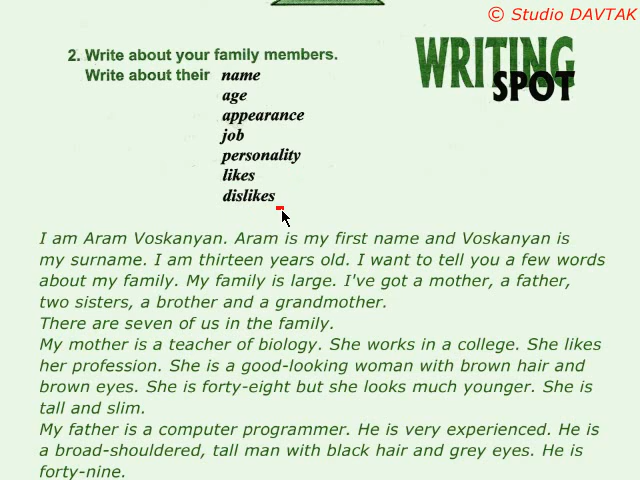 © Studio DAVTAK
2. Write about your family members.
Write about their name
age
appearance
job
personality
likes
dislikes
WRITING
SPOT
I am Aram Voskanyan. Aram is my first name and Voskanyan is
my surname. I am thirteen years old. I want to tell you a few words
about my family. My family is large. I've got a mother, a father,
two sisters, a brother and a grandmother.
There are seven of us in the family.
My mother is a teacher of biology. She works in a college. She likes
her profession. She is a good-looking woman with brown hair and
brown eyes. She is forty-eight but she looks much younger. She is
tall and slim.
My father is a computer programmer. He is very experienced. He is
a broad-shouldered, tall man with black hair and grey eyes. He is
forty-nine.